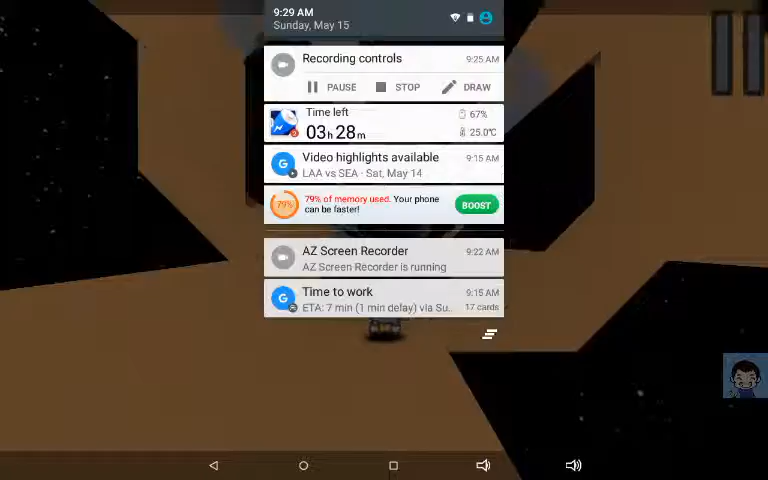 9:29 AM
Sunday, May 15
Recording controls 9:25 AM
PAUSE STOP DRAW
Time left 67%
03h 28m 25.0℃
Video highlights available 9:15 AM
LAA vs SEA · Sat, May 14
79% 79% of memory used. Your phone can be faster! BOOST
AZ Screen Recorder 9:22 AM
AZ Screen Recorder is running
Time to work 9:15 AM
ETA: 7 min (1 min delay) via Su.. 17 cards